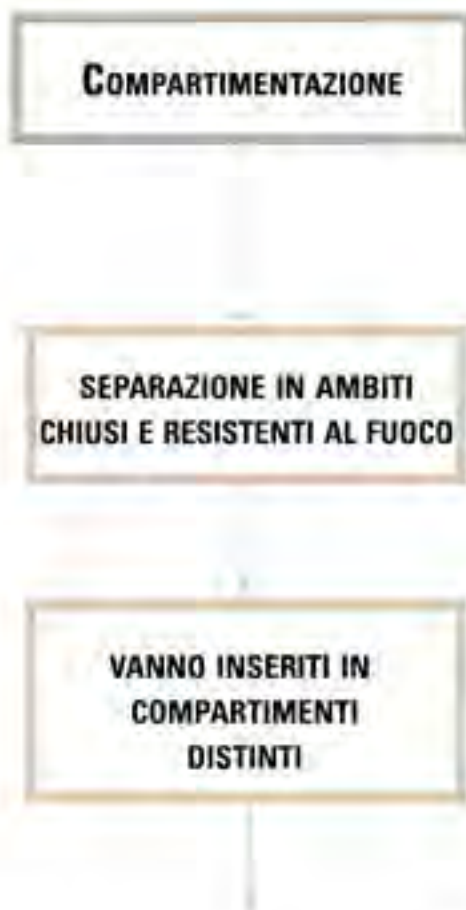 COMPARTIMENTAZIONE
SEPARAZIONE IN AMBITI
CHIUSI E RESISTENTI AL FUOCO
VANNO INSERITI IN
COMPARTIMENTI
DISTINTI